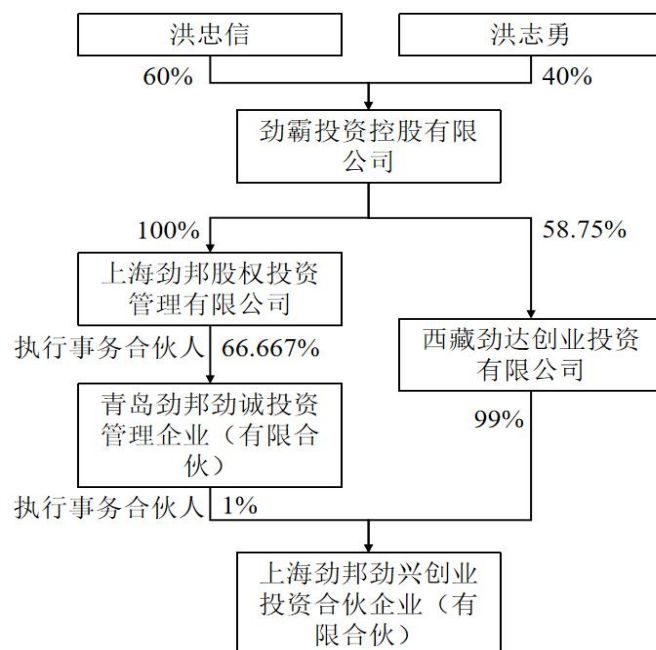 洪忠信
洪志勇
60%
40%
劲霸投资控股有限
公司
100%
58.75%
上海劲邦股权投资
管理有限公司
执行事务合伙人
66.667%
西藏劲达创业投资
有限公司
青岛劲邦劲诚投资
管理企业（有限合
伙）
99%
执行事务合伙人
1%
上海劲邦劲兴创业
投资合伙企业（有
限合伙）